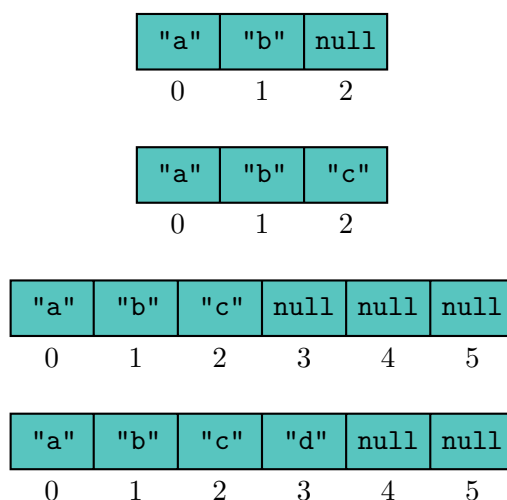 "a" "b" null
0 1 2
"a" "b" "c"
0 1 2
"a" "b" "c" null null null
0 1 2 3 4 5
"a" "b" "c" "d" null null
0 1 2 3 4 5